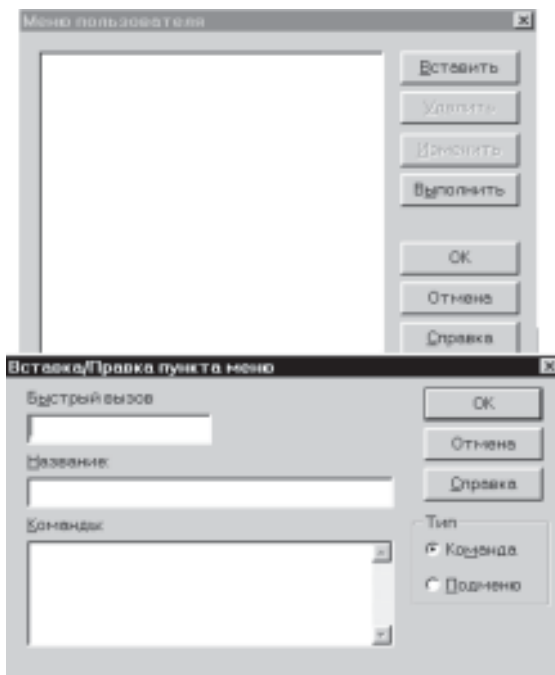 Меню пользователя
Вставить
Удалить
Изменить
Выполнить
OK
Отмена
Справка
Вставка/Правка пункта меню
Быстрый вызов
OK
Отмена
Название:
Справка
Команды:
Тип
Команда
Подменю